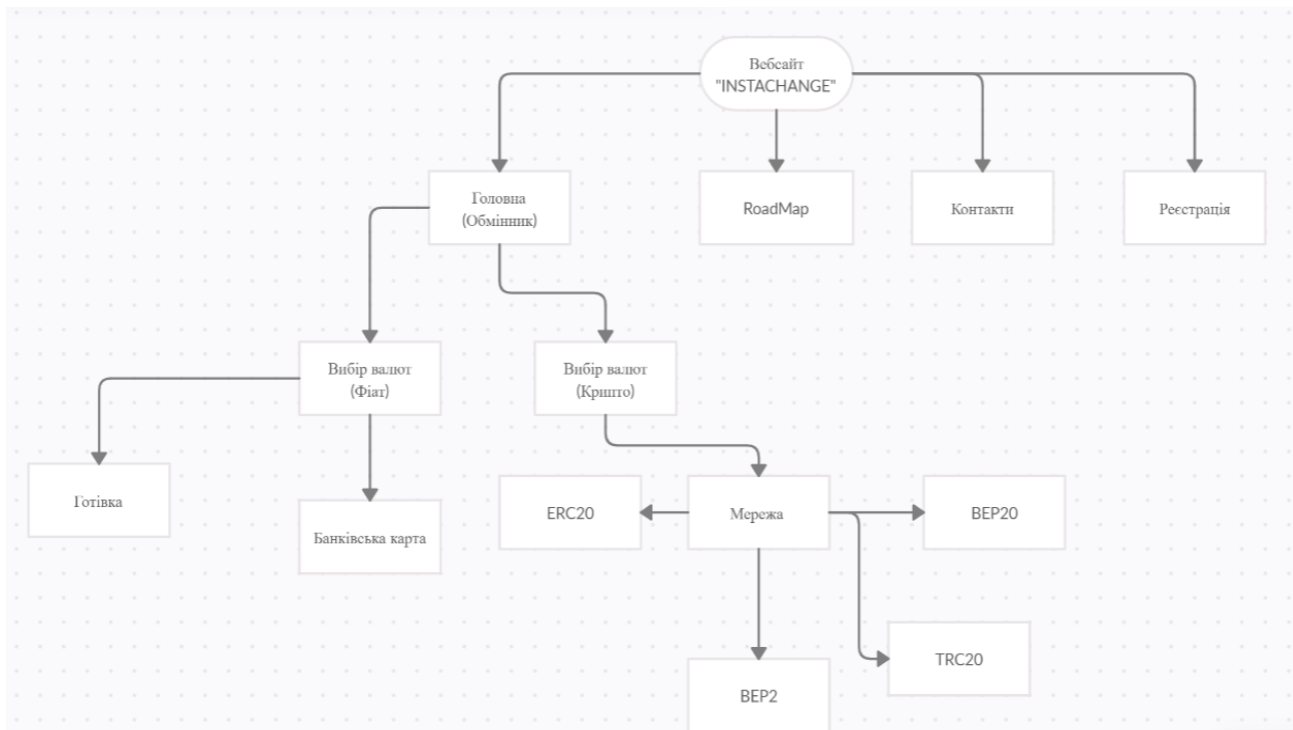 Вебсайт
"INSTACHANGE"
Головна
(Обмінник)
RoadMap
Контакти
Реєстрація
Вибір валют
(Фіат)
Вибір валют
(Крипто)
Готівка
Банківська карта
ERC20
Мережа
BEP20
TRC20
BEP2